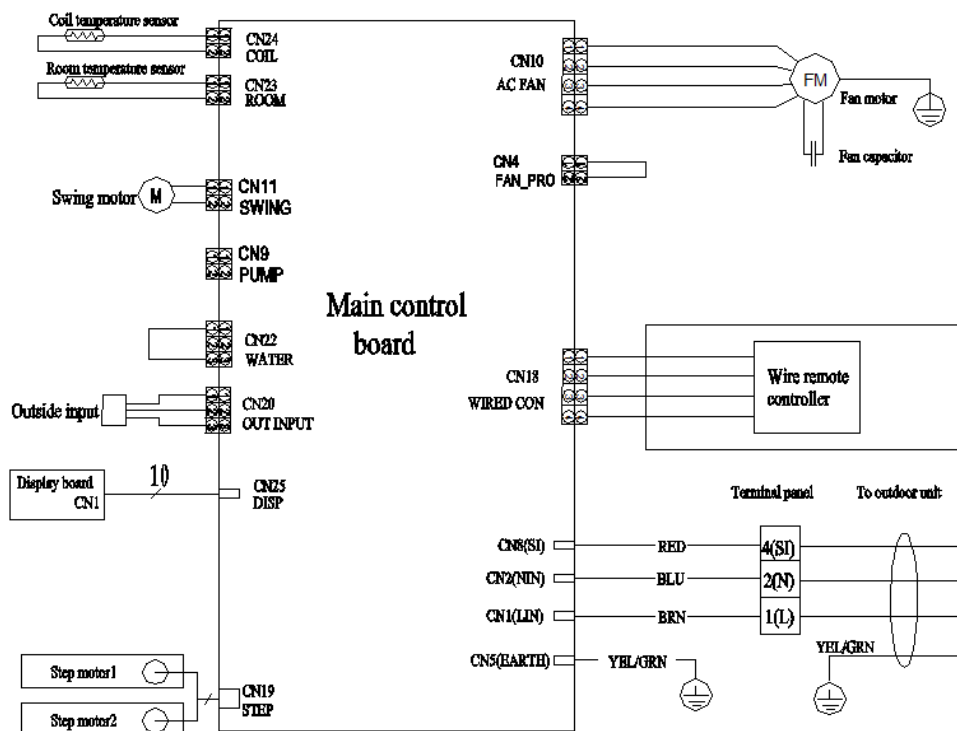 Coil temperature sensor
CN24
COIL
Room temperature sensor
CN23
ROOM
CN10
AC FAN
FM
Fan motor
Fan capacitor
CN4
FAN_PRO
Swing motor
M
CN11
SWING
CN9
PUMP
Main control
board
CN22
WATER
CN18
WIRED CON
Wire remote
controller
Outside input
CN20
OUT INPUT
Display board
CN1
10
CN25
DISP
Terminal panel
To outdoor unit
CN8(SI)
RED
4(SI)
CN2(NIN)
BLU
2(N)
CN1(LIN)
BRN
1(L)
CN5(EARTH)
YEL/GRN
YEL/GRN
Step motor1
CN19
STEP
Step motor2